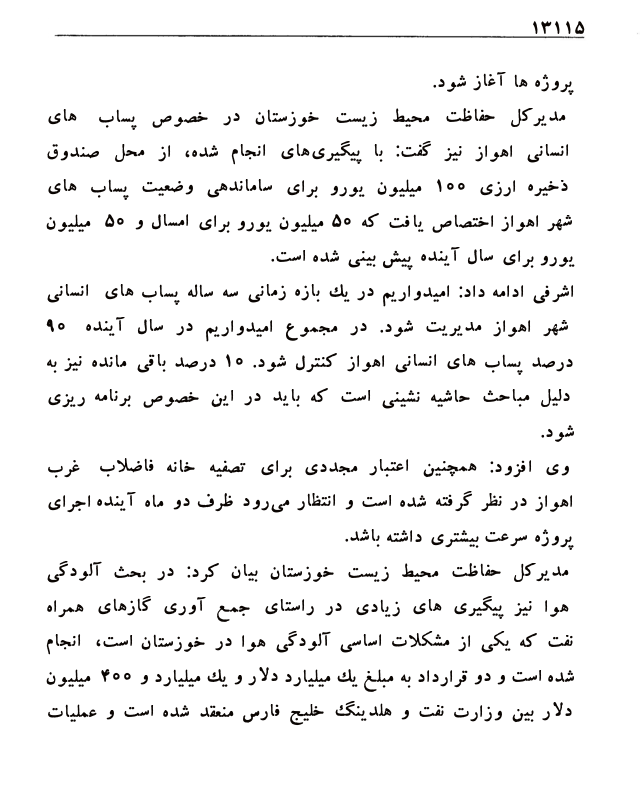 ۱۳۱۱۵
پروژه ها آغاز شود.
مدیرکل حفاظت محیط زیست خوزستان در خصوص پساب های
انسانی اهواز نیز گفت: با پیگیری‌های انجام شده، از محل صندوق
ذخیره ارزی ۱۰۰ میلیون یورو برای ساماندهی وضعیت پساب های
شهر اهواز اختصاص یافت که ۵۰ میلیون یورو برای امسال و ۵۰ میلیون
یورو برای سال آینده پیش بینی شده است.
اشرفی ادامه داد: امیدواریم در یك بازه زمانی سه ساله پساب های انسانی
شهر اهواز مدیریت شود. در مجموع امیدواریم در سال آینده ۹۰
درصد پساب های انسانی اهواز کنترل شود. ۱۰ درصد باقی مانده نیز به
دلیل مباحث حاشیه نشینی است که باید در این خصوص برنامه ریزی
شود.
وی افزود: همچنین اعتبار مجددی برای تصفیه خانه فاضلاب غرب
اهواز در نظر گرفته شده است و انتظار می‌رود ظرف دو ماه آینده اجرای
پروژه سرعت بیشتری داشته باشد.
مدیرکل حفاظت محیط زیست خوزستان بیان کرد: در بحث آلودگی
هوا نیز پیگیری های زیادی در راستای جمع آوری گازهای همراه
نفت که یکی از مشکلات اساسی آلودگی هوا در خوزستان است، انجام
شده است و دو قرارداد به مبلغ یك میلیارد دلار و یك میلیارد و ۴۰۰ میلیون
دلار بین وزارت نفت و هلدینگ خلیج فارس منعقد شده است و عملیات